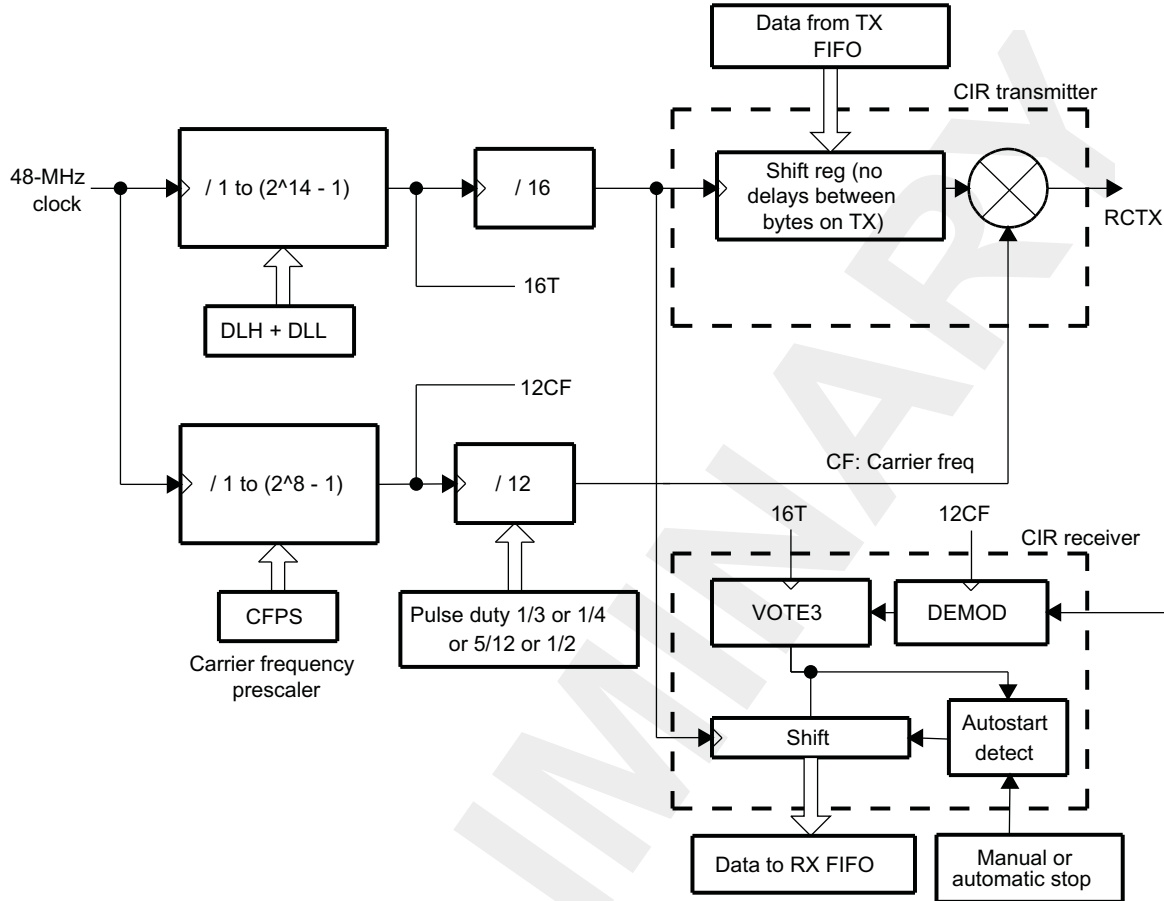 Data from TX
FIFO
CIR transmitter
48-MHz
clock
/ 1 to (2^14 - 1)
/ 16
Shift reg (no
delays between
bytes on TX)
RCTX
16T
DLH + DLL
12CF
/ 1 to (2^8 - 1)
/ 12
CF: Carrier freq
16T
12CF
CIR receiver
CFPS
Pulse duty 1/3 or 1/4
or 5/12 or 1/2
VOTE3
DEMOD
Carrier frequency
prescaler
Shift
Autostart
detect
Data to RX FIFO
Manual or
automatic stop